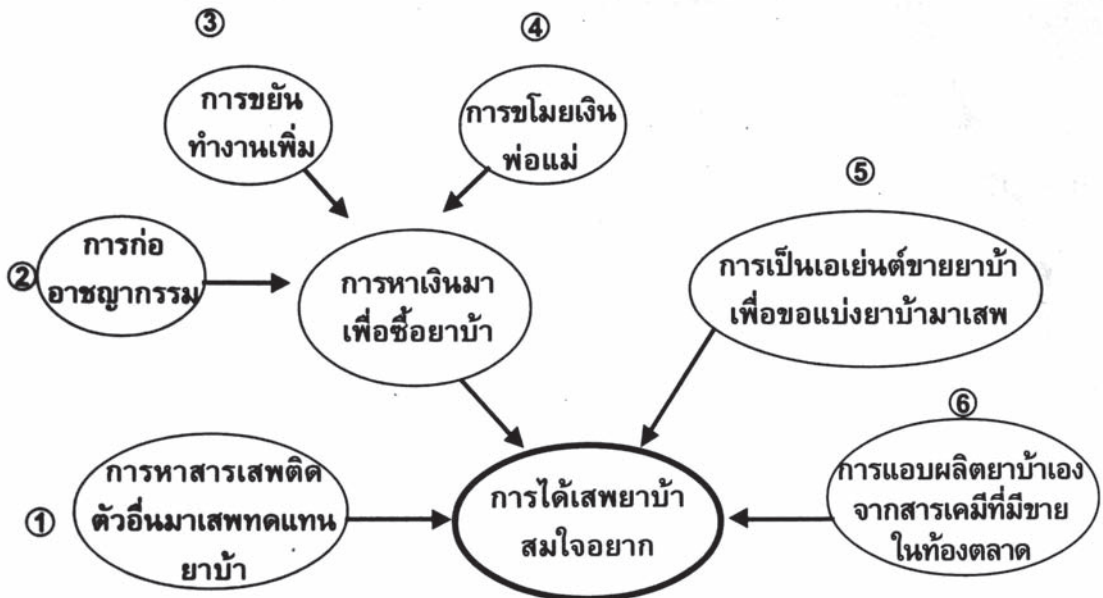 ③
การขยัน
ทำงานเพิ่ม
④
การขโมยเงิน
พ่อแม่
⑤
การเป็นเอเย่นต์ขายยาบ้า
เพื่อขอแบ่งยาบ้ามาเสพ
②
การก่อ
อาชญากรรม
การหาเงินมา
เพื่อซื้อยาบ้า
⑥
การแอบผลิตยาบ้าเอง
จากสารเคมีที่มีขาย
ในท้องตลาด
①
การหาสารเสพติด
ตัวอื่นมาเสพทดแทน
ยาบ้า
การได้เสพยาบ้า
สมใจอยาก